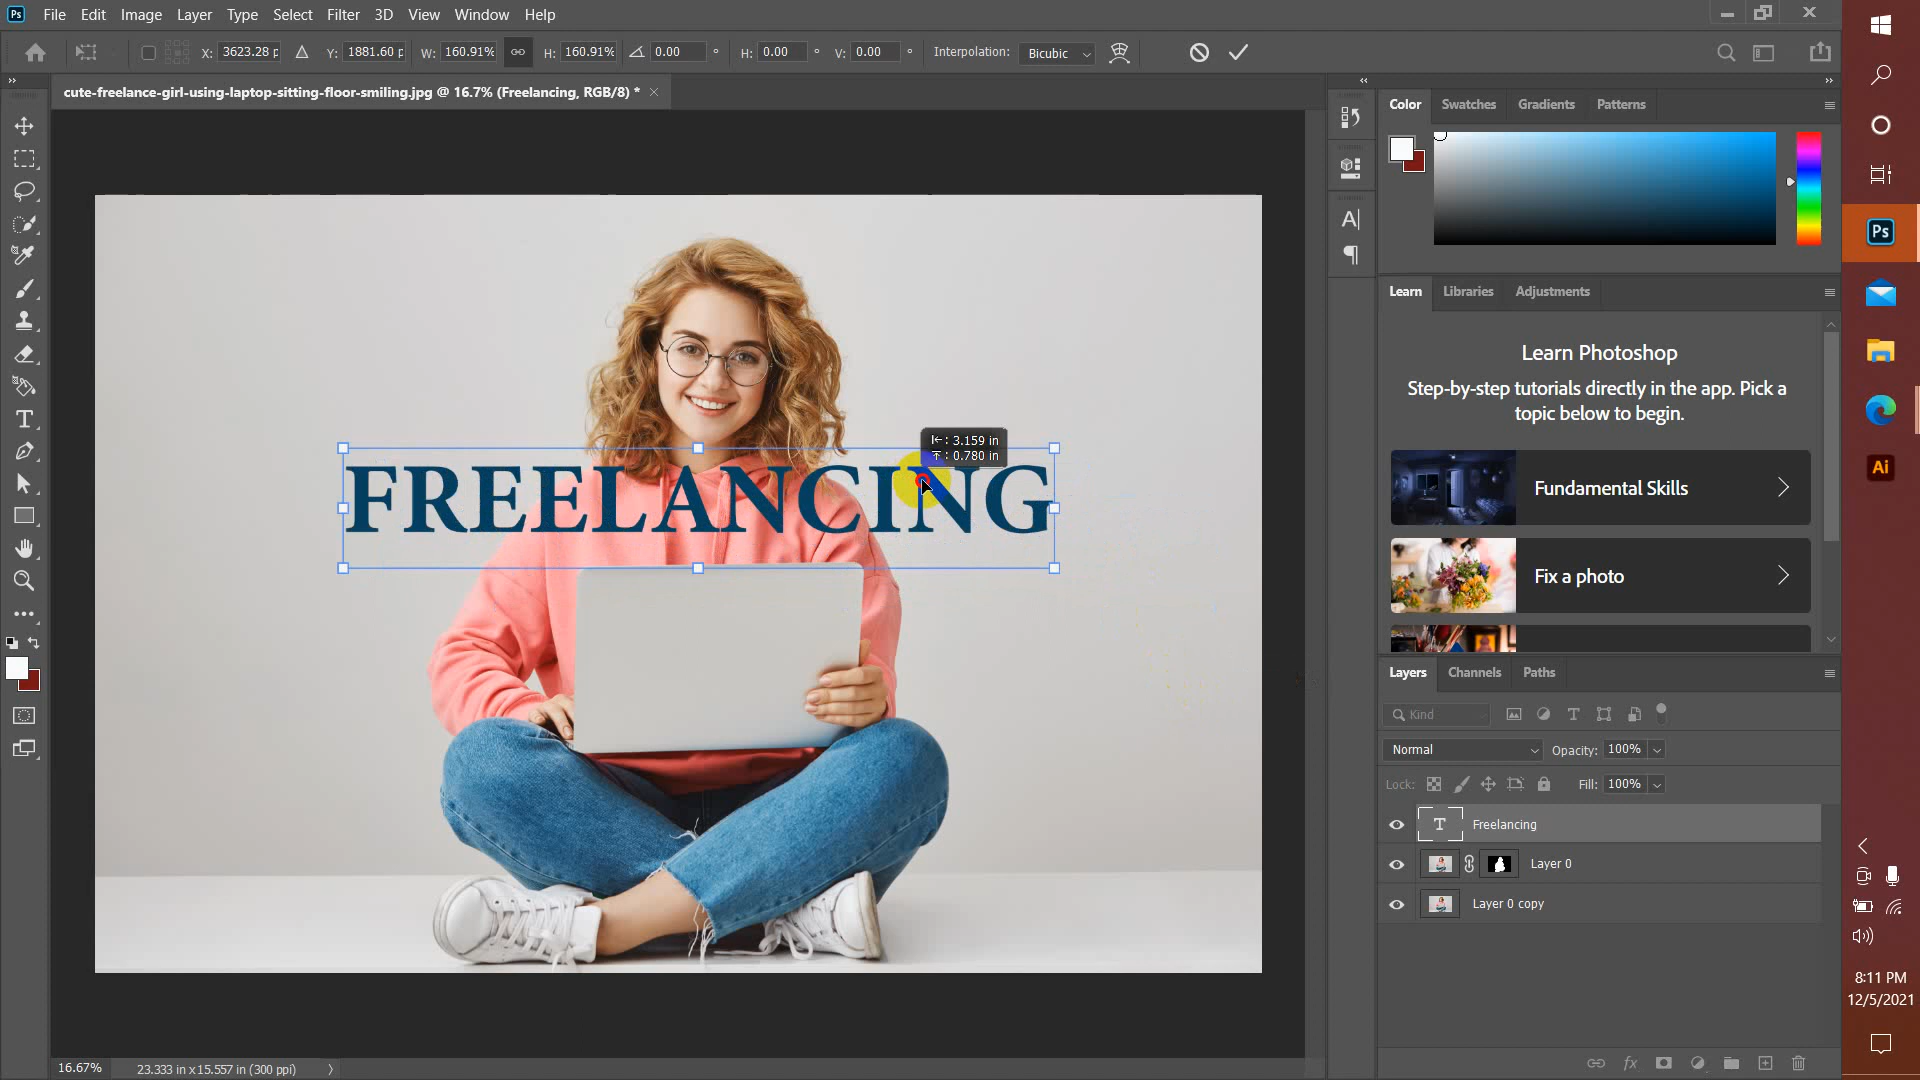 Ps File Edit Image Layer Type Select Filter 3D View Window Help
X: 3623.28 p Y: 1881.60 p W: 160.91% H: 160.91% 0.00 ° H: 0.00 ° V: 0.00 ° Interpolation: Bicubic
cute-freelance-girl-using-laptop-sitting-floor-smiling.jpg @ 16.7% (Freelancing, RGB/8) *
Color Swatches Gradients Patterns
Ps
Learn Libraries Adjustments
Learn Photoshop
Step-by-step tutorials directly in the app. Pick a
topic below to begin.
: 3.159 in
: 0.780 in
FREELANCING
Fundamental Skills
Fix a photo
Ai
Layers Channels Paths
Kind
Normal Opacity: 100%
Lock: Fill: 100%
T Freelancing
Layer 0
Layer 0 copy
8:11 PM
12/5/2021
16.67% 23.333 in x 15.557 in (300 ppi)
fx